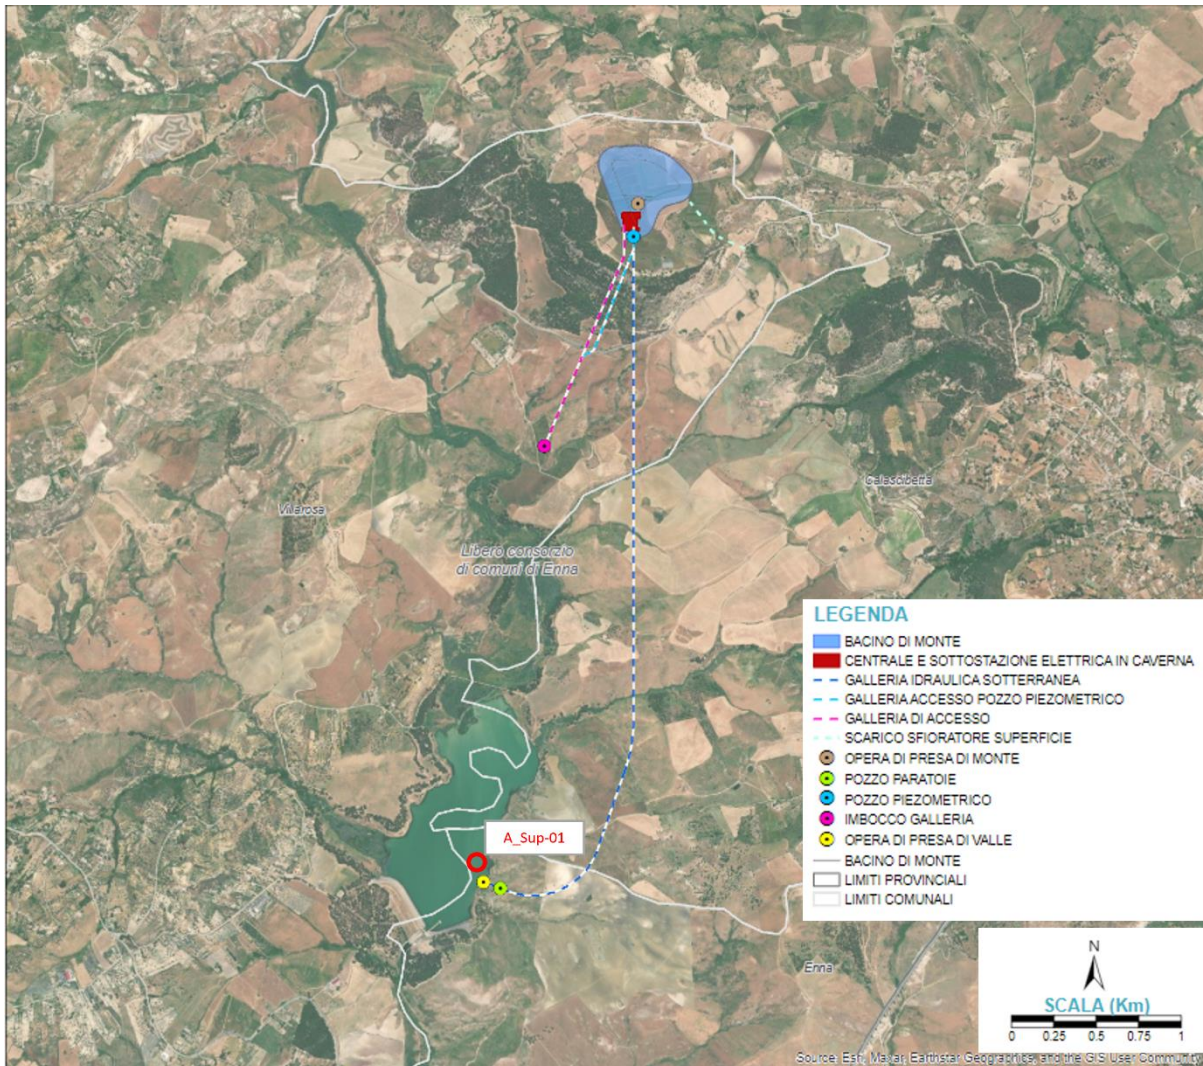 Villarosa
Calascibetta
Libero consorzio
di comuni di Enna
A_Sup-01
Enna
LEGENDA
BACINO DI MONTE
CENTRALE E SOTTOSTAZIONE ELETTRICA IN CAVERNA
GALLERIA IDRAULICA SOTTERRANEA
GALLERIA ACCESSO POZZO PIEZOMETRICO
GALLERIA DI ACCESSO
SCARICO SFIORATORE SUPERFICIE
OPERA DI PRESA DI MONTE
POZZO PARATOIE
POZZO PIEZOMETRICO
IMBOCCO GALLERIA
OPERA DI PRESA DI VALLE
BACINO DI MONTE
LIMITI PROVINCIALI
LIMITI COMUNALI
N
SCALA (Km)
0 0.25 0.5 0.75 1
Source: Esri, Maxar, Earthstar Geographics, and the GIS User Community